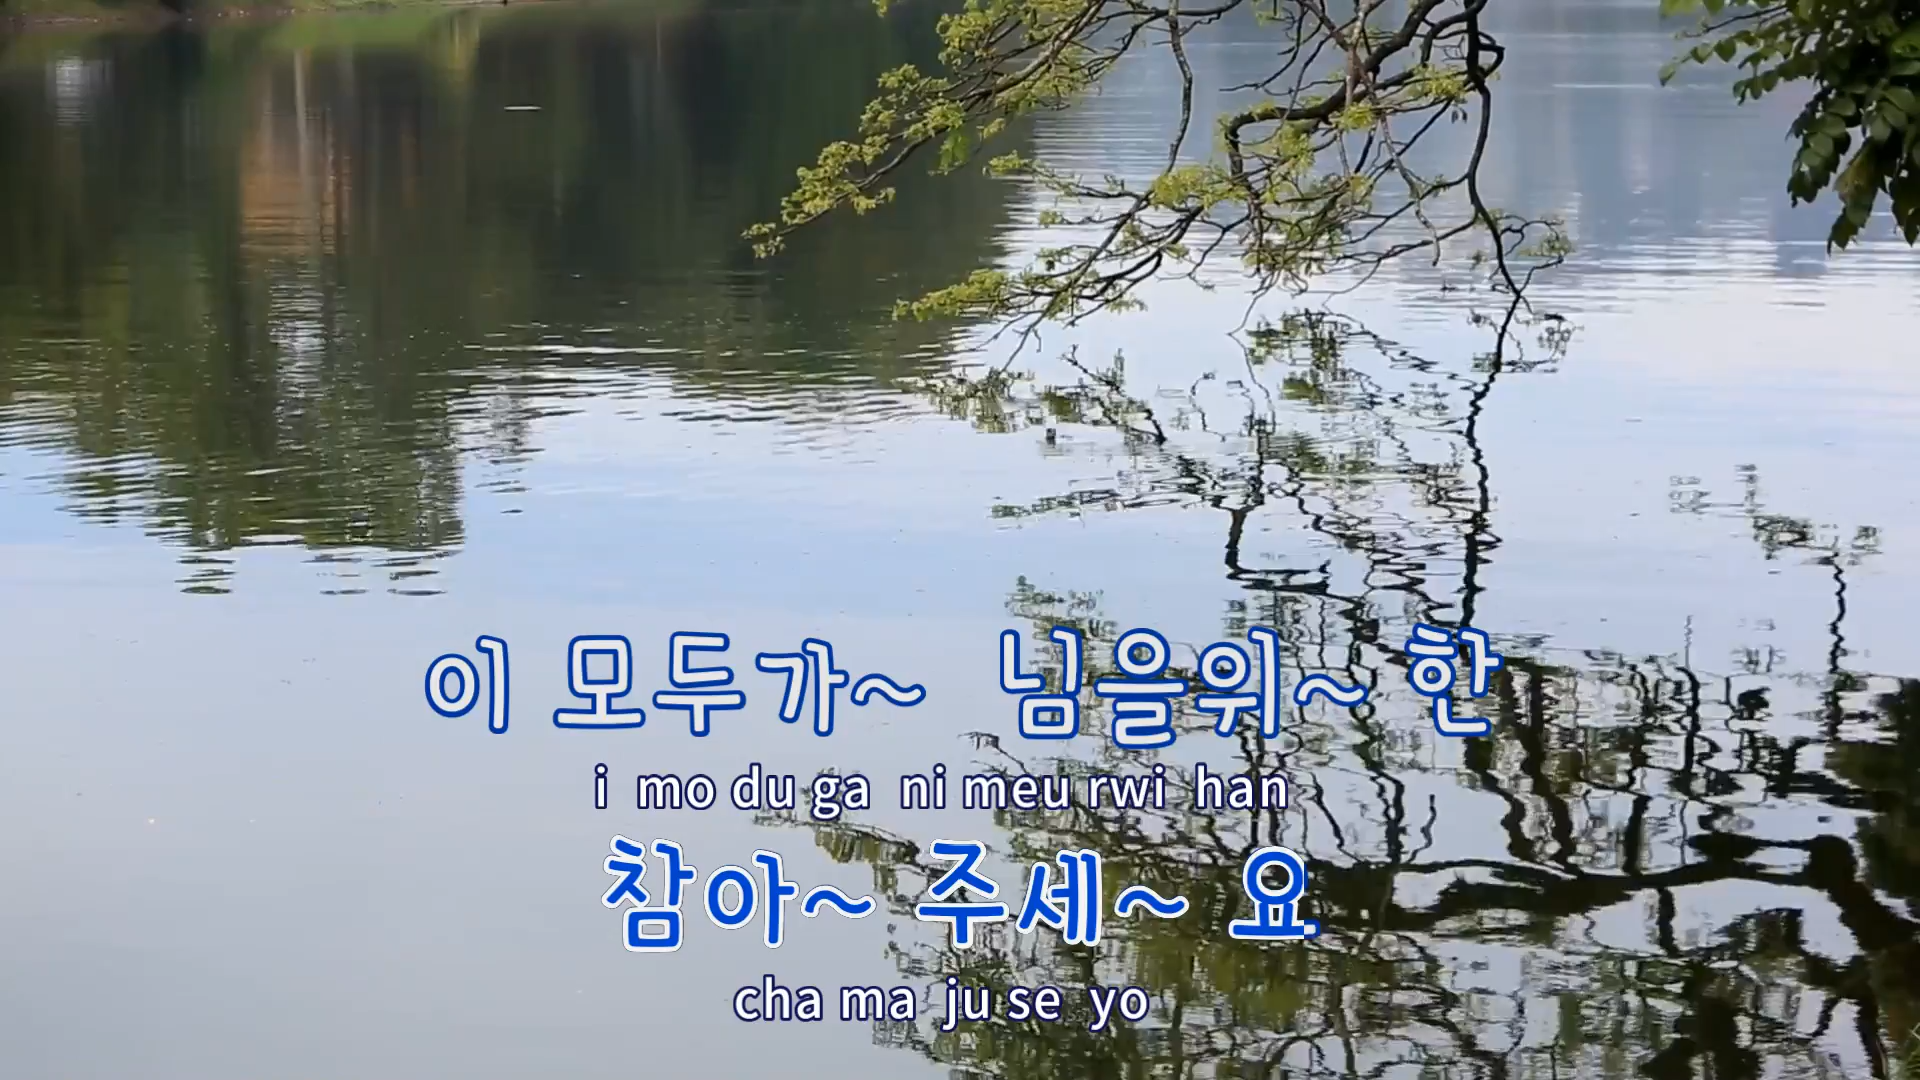 이 모두가~ 님을위~ 한
i mo du ga ni meu rwi han
참아~ 주세~ 요
cha ma ju se yo